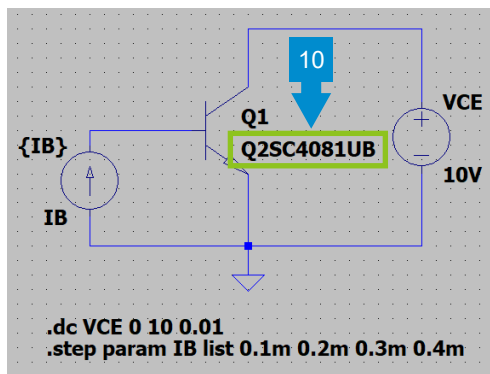 10
VCE
Q1
{IB}
Q2SC4081UB
10V
IB
.dc VCE 0 10 0.01
.step param IB list 0.1m 0.2m 0.3m 0.4m